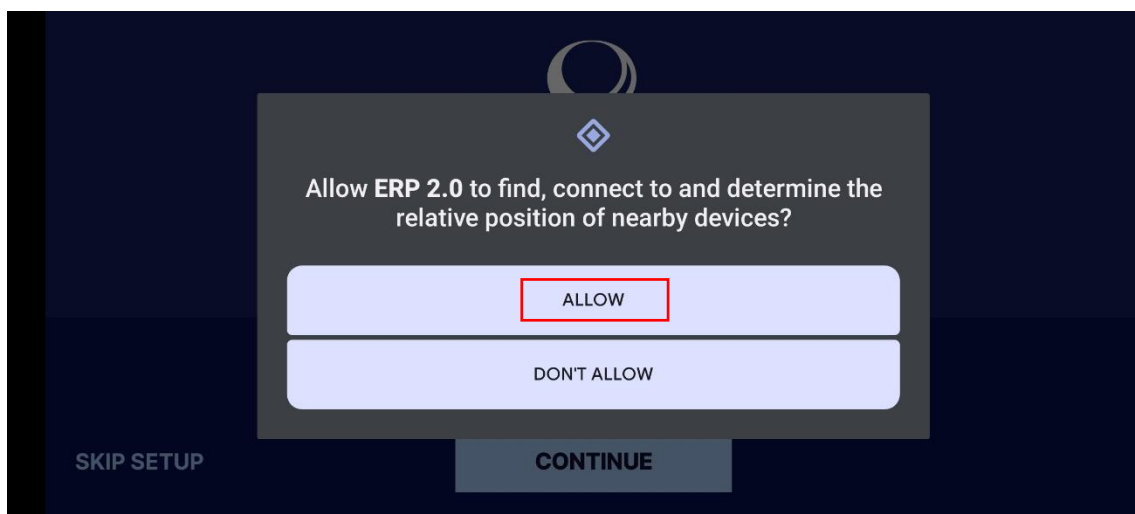 Allow ERP 2.0 to find, connect to and determine the
relative position of nearby devices?
ALLOW
DON'T ALLOW
SKIP SETUP
CONTINUE